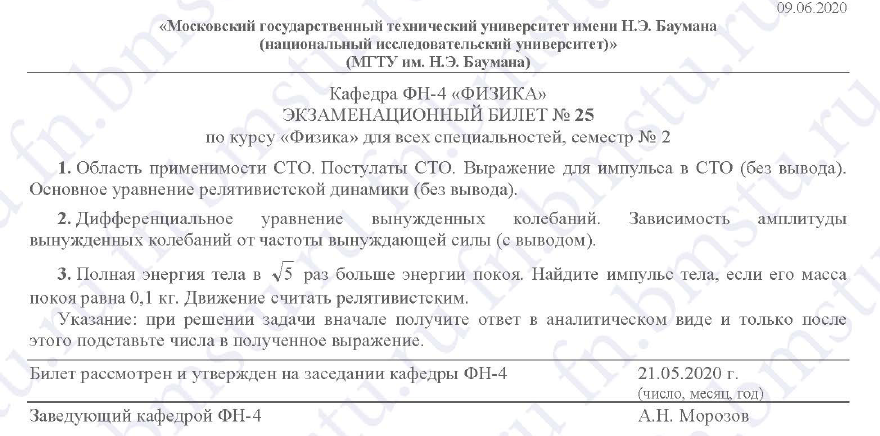 09.06.2020
«Московский государственный технический университет имени Н.Э. Баумана
(национальный исследовательский университет)»
(МГТУ им. Н.Э. Баумана)
Кафедра ФН-4 «ФИЗИКА»
ЭКЗАМЕНАЦИОННЫЙ БИЛЕТ № 25
по курсу «Физика» для всех специальностей, семестр № 2
1. Область применимости СТО. Постулаты СТО. Выражение для импульса в СТО (без вывода).
Основное уравнение релятивистской динамики (без вывода).
2. Дифференциальное уравнение вынужденных колебаний. Зависимость амплитуды
вынужденных колебаний от частоты вынуждающей силы (с выводом).
3. Полная энергия тела в √5 раз больше энергии покоя. Найдите импульс тела, если его масса
покоя равна 0,1 кг. Движение считать релятивистским.
Указание: при решении задачи вначале получите ответ в аналитическом виде и только после
этого подставьте числа в полученное выражение.
Билет рассмотрен и утвержден на заседании кафедры ФН-4 21.05.2020 г.
(число, месяц, год)
Заведующий кафедрой ФН-4 А.Н. Морозов
fn.bmstu.ru